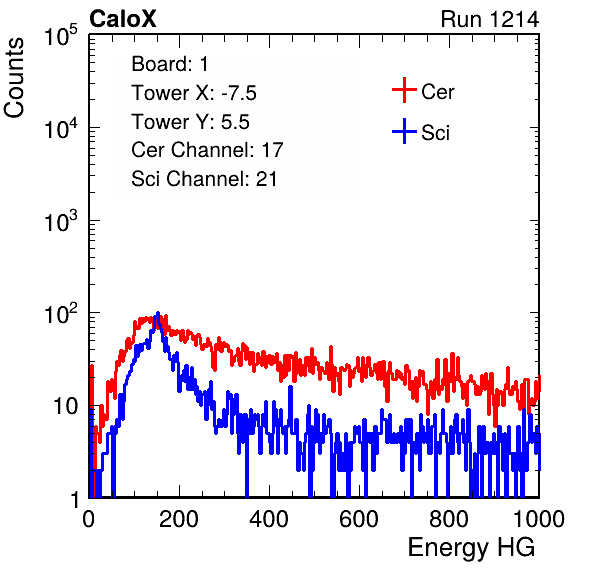 CaloX Run 1214
Board: 1
Tower X: -7.5
Tower Y: 5.5
Cer Channel: 17
Sci Channel: 21
Cer
Sci
Counts
10^5
10^4
10^3
10^2
10
1
0 200 400 600 800 1000
Energy HG